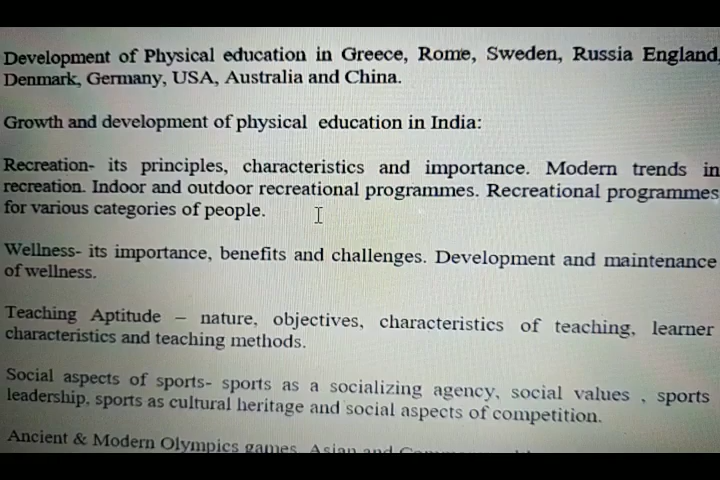 Development of Physical education in Greece, Rome, Sweden, Russia England,
Denmark, Germany, USA, Australia and China.
Growth and development of physical education in India:
Recreation- its principles, characteristics and importance. Modern trends in
recreation. Indoor and outdoor recreational programmes. Recreational programmes
for various categories of people.
Wellness- its importance, benefits and challenges. Development and maintenance
of wellness.
Teaching Aptitude – nature, objectives, characteristics of teaching, learner
characteristics and teaching methods.
Social aspects of sports- sports as a socializing agency, social values , sports
leadership, sports as cultural heritage and social aspects of competition.
Ancient & Modern Olympics games, Asian and